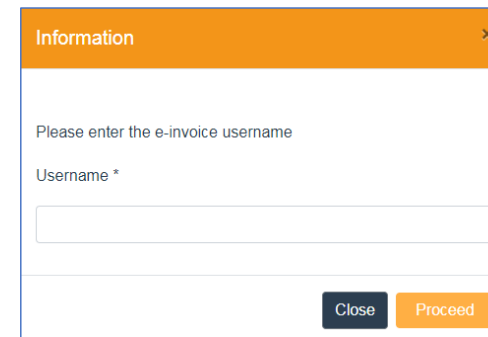 Information
×
Please enter the e-invoice username
Username *
Close Proceed